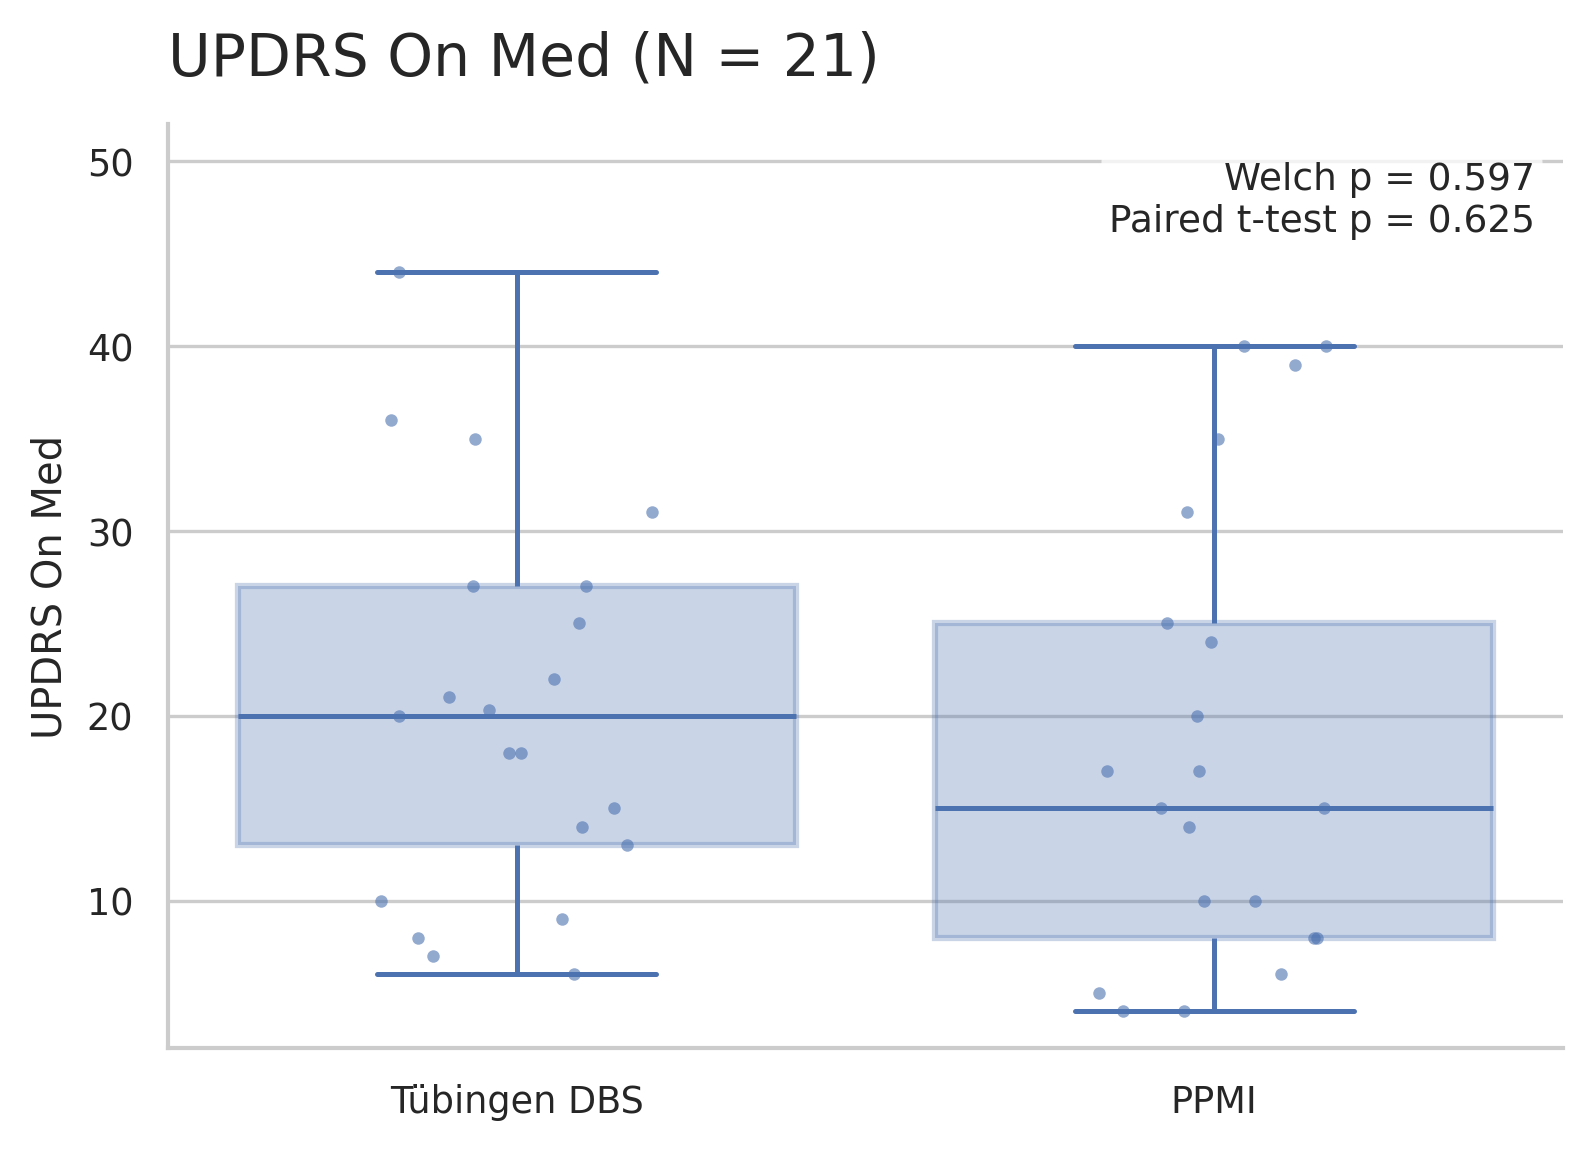 UPDRS On Med (N = 21)
Welch p = 0.597
Paired t-test p = 0.625
UPDRS On Med
50
40
30
20
10
Tübingen DBS
PPMI